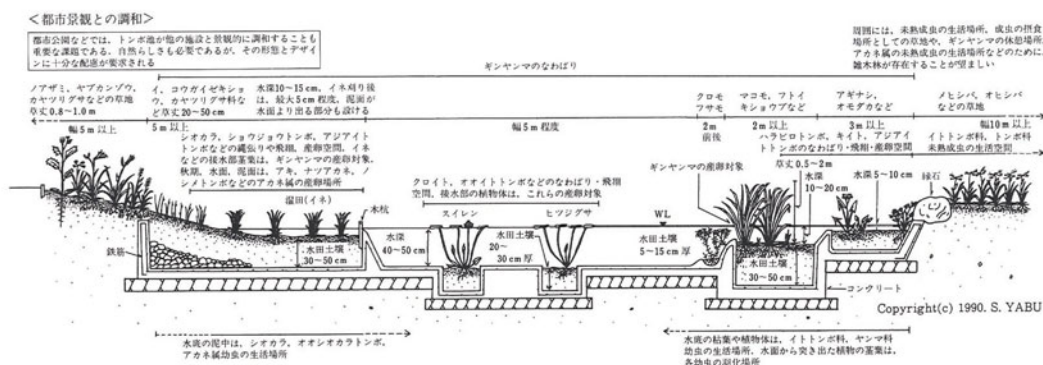 ＜都市景観との調和＞
都市公園などでは、トンボ池が他の施設と景観的に調和することも
重要な課題である。自然らしさも必要であるが、その形態とデザイ
ンに十分な配慮が要求される
周囲には、未熟成虫の生活場所、成虫の摂食
場所としての草地や、ギンヤンマの休憩場所、
アカネ属の未熟成虫の生活場所などのために、
雑木林が存在することが望ましい
ギンヤンマのなわばり
ノアザミ、ヤブカンゾウ、
カヤツリグサなどの草地
草丈0.8〜1.0m
イ、コウガイゼキショ
ウ、カヤツリグサ科な
ど草丈20〜50cm
水深10〜15cm、イネ刈り後
は、最大5cm程度、泥面が
水面より出る部分も設ける
クロモ
フサモ
マコモ、フトイ
キショウブなど
アギナシ、
オモダカなど
メヒシバ、オヒシバ
などの草地
幅5m以上
5m以上
幅5m程度
2m
前後
2m以上
3m以上
幅10m以上
シオカラ、ショウジョウトンボ、アジアイト
トンボなどの縄張りや飛翔、産卵空間、イネ
などの接水部茎葉は、ギンヤンマの産卵対象、
秋期、水面、泥面は、アキ、ナツアカネ、ノ
シメトンボなどのアカネ属の産卵場所
ハラビロトンボ、キイト、アジアイ
トトンボのなわばり・飛翔・産卵空間
イトトンボ科、トンボ科
未熟成虫の生活空間
ギンヤンマの産卵対象
草丈0.5〜2m
水深
10〜20cm
水深5〜10cm
縁石
クロイト、オオイトトンボなどのなわばり・飛翔
空間、接水部の植物体は、これらの産卵対象
湿田(イネ)
木杭
スイレン
ヒツジグサ
WL
鉄筋
水田土壌
30〜50cm
水深
40〜50cm
水田土壌
20〜
30cm厚
水田土壌
5〜15cm厚
水田土壌
30〜50cm
コンクリート
Copyright(c) 1990. S. YABU
水底の泥中は、シオカラ、オオシオカラトンボ、
アカネ属幼虫の生活場所
水底の枯葉や植物体は、イトトンボ科、ヤンマ科
幼虫の生活場所、水面から突き出た植物の茎葉は、
各幼虫の羽化場所